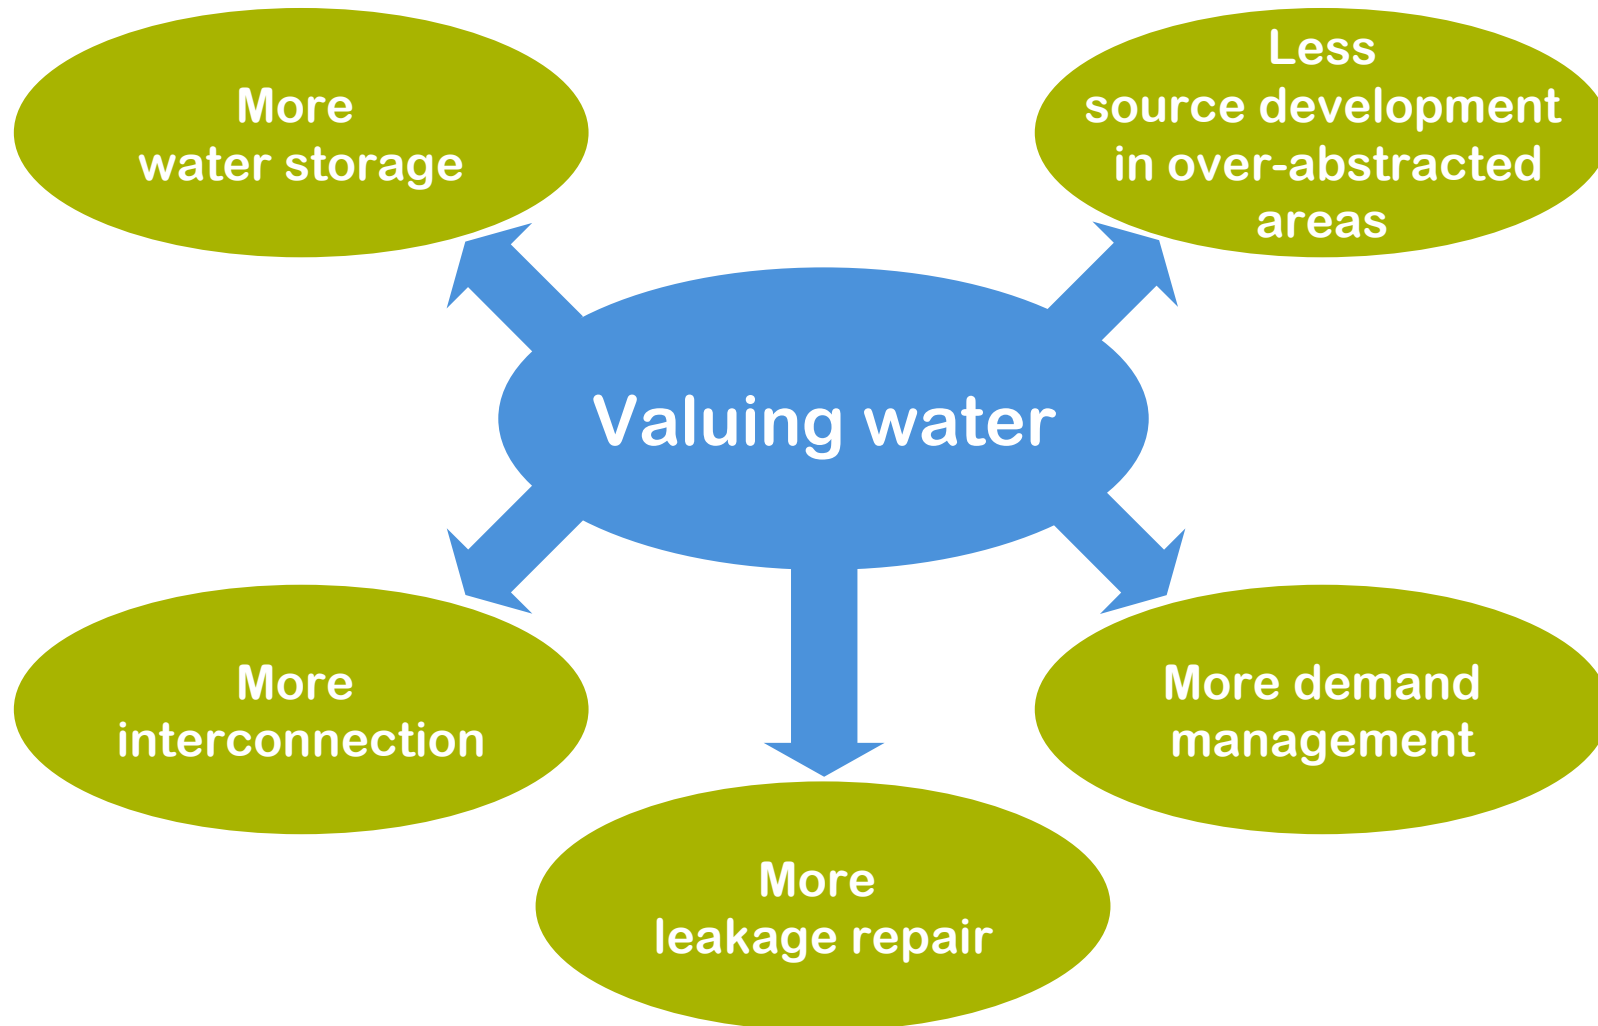 More
water storage
Less
source development
in over-abstracted
areas
Valuing water
More
interconnection
More demand
management
More
leakage repair